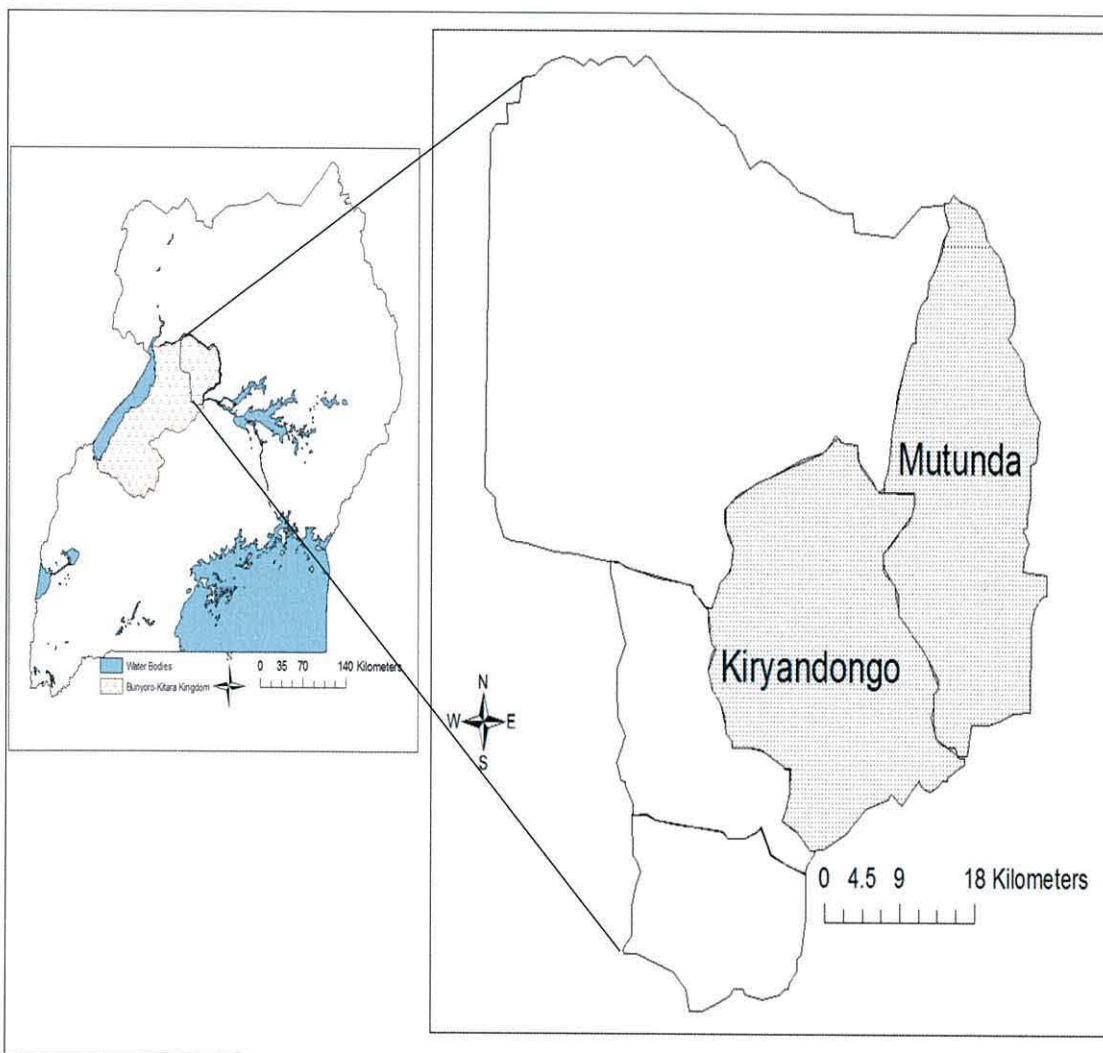 Mutunda
Kiryandongo
N
W E
S
0 4.5 9 18 Kilometers
Water Bodies
Bunyoro-Kitara Kingdom
N
0 35 70 140 Kilometers